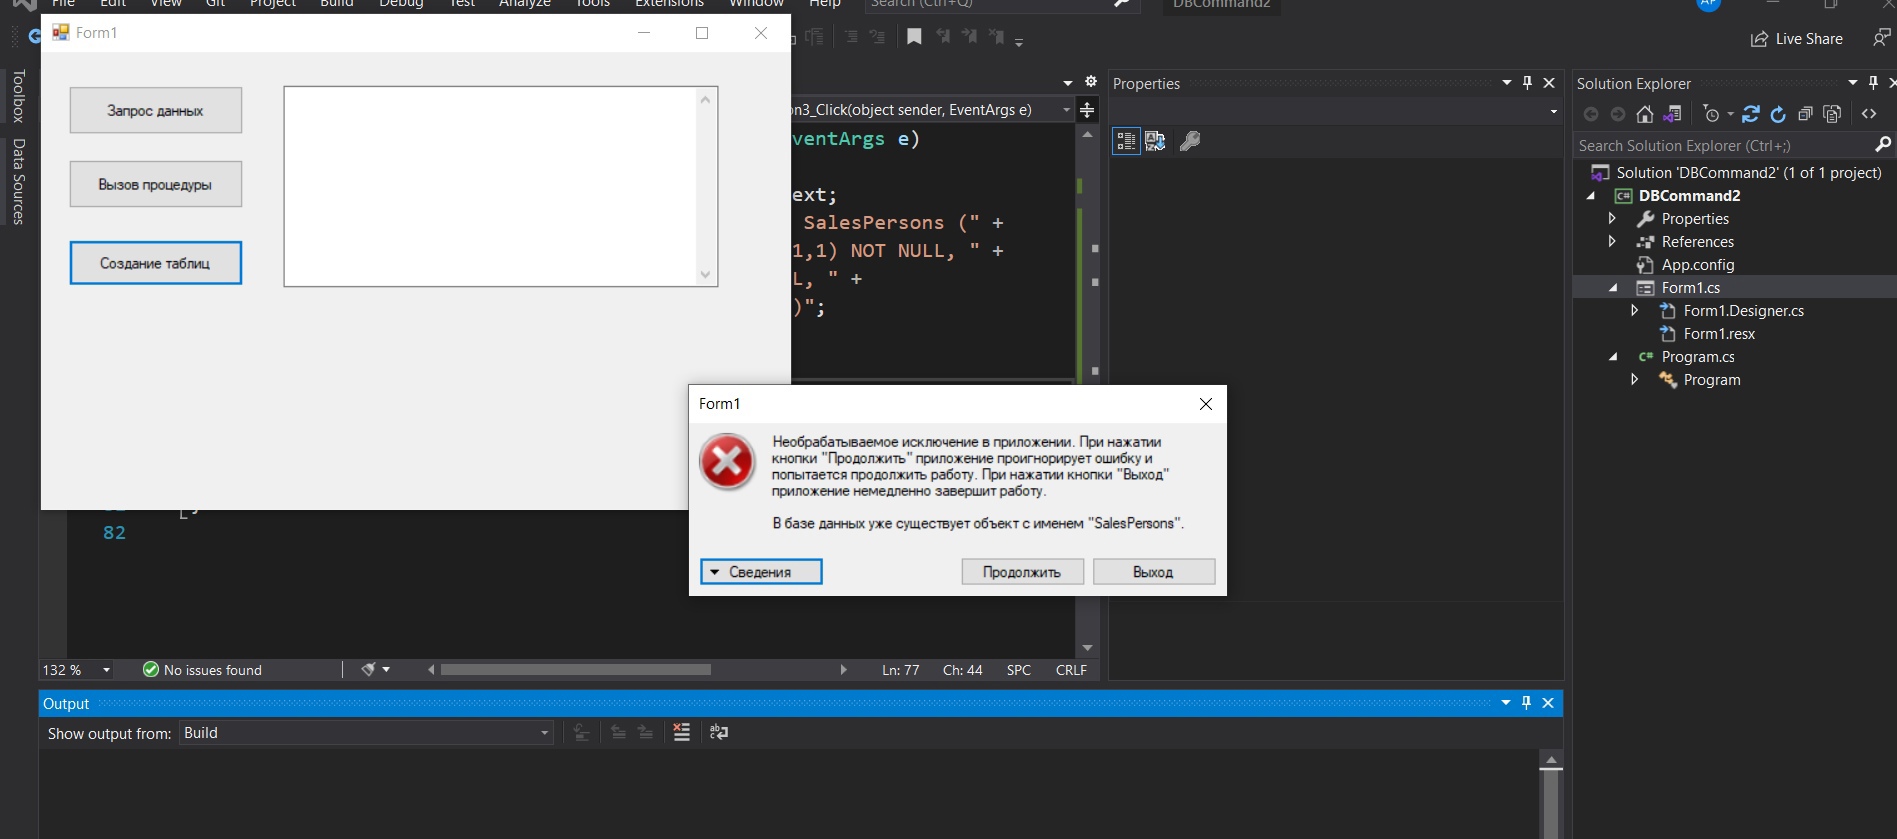 File Edit View Git Project Build Debug Test Analyze Tools Extensions Window Help Search (Ctrl+Q) DBCommand2
AP
Form1
Live Share
Toolbox
Data Sources
Запрос данных
Вызов процедуры
Создание таблиц
on3_Click(object sender, EventArgs e)
ventArgs e)
ext;
SalesPersons (" +
1,1) NOT NULL, " +
L, " +
)";
82
Form1
Необрабатываемое исключение в приложении. При нажатии
кнопки "Продолжить" приложение проигнорирует ошибку и
попытается продолжить работу. При нажатии кнопки "Выход"
приложение немедленно завершит работу.
В базе данных уже существует объект с именем "SalesPersons".
Сведения Продолжить Выход
132 % No issues found Ln: 77 Ch: 44 SPC CRLF
Output
Show output from: Build
Properties
Solution Explorer
Search Solution Explorer (Ctrl+;)
Solution 'DBCommand2' (1 of 1 project)
DBCommand2
Properties
References
App.config
Form1.cs
Form1.Designer.cs
Form1.resx
Program.cs
Program